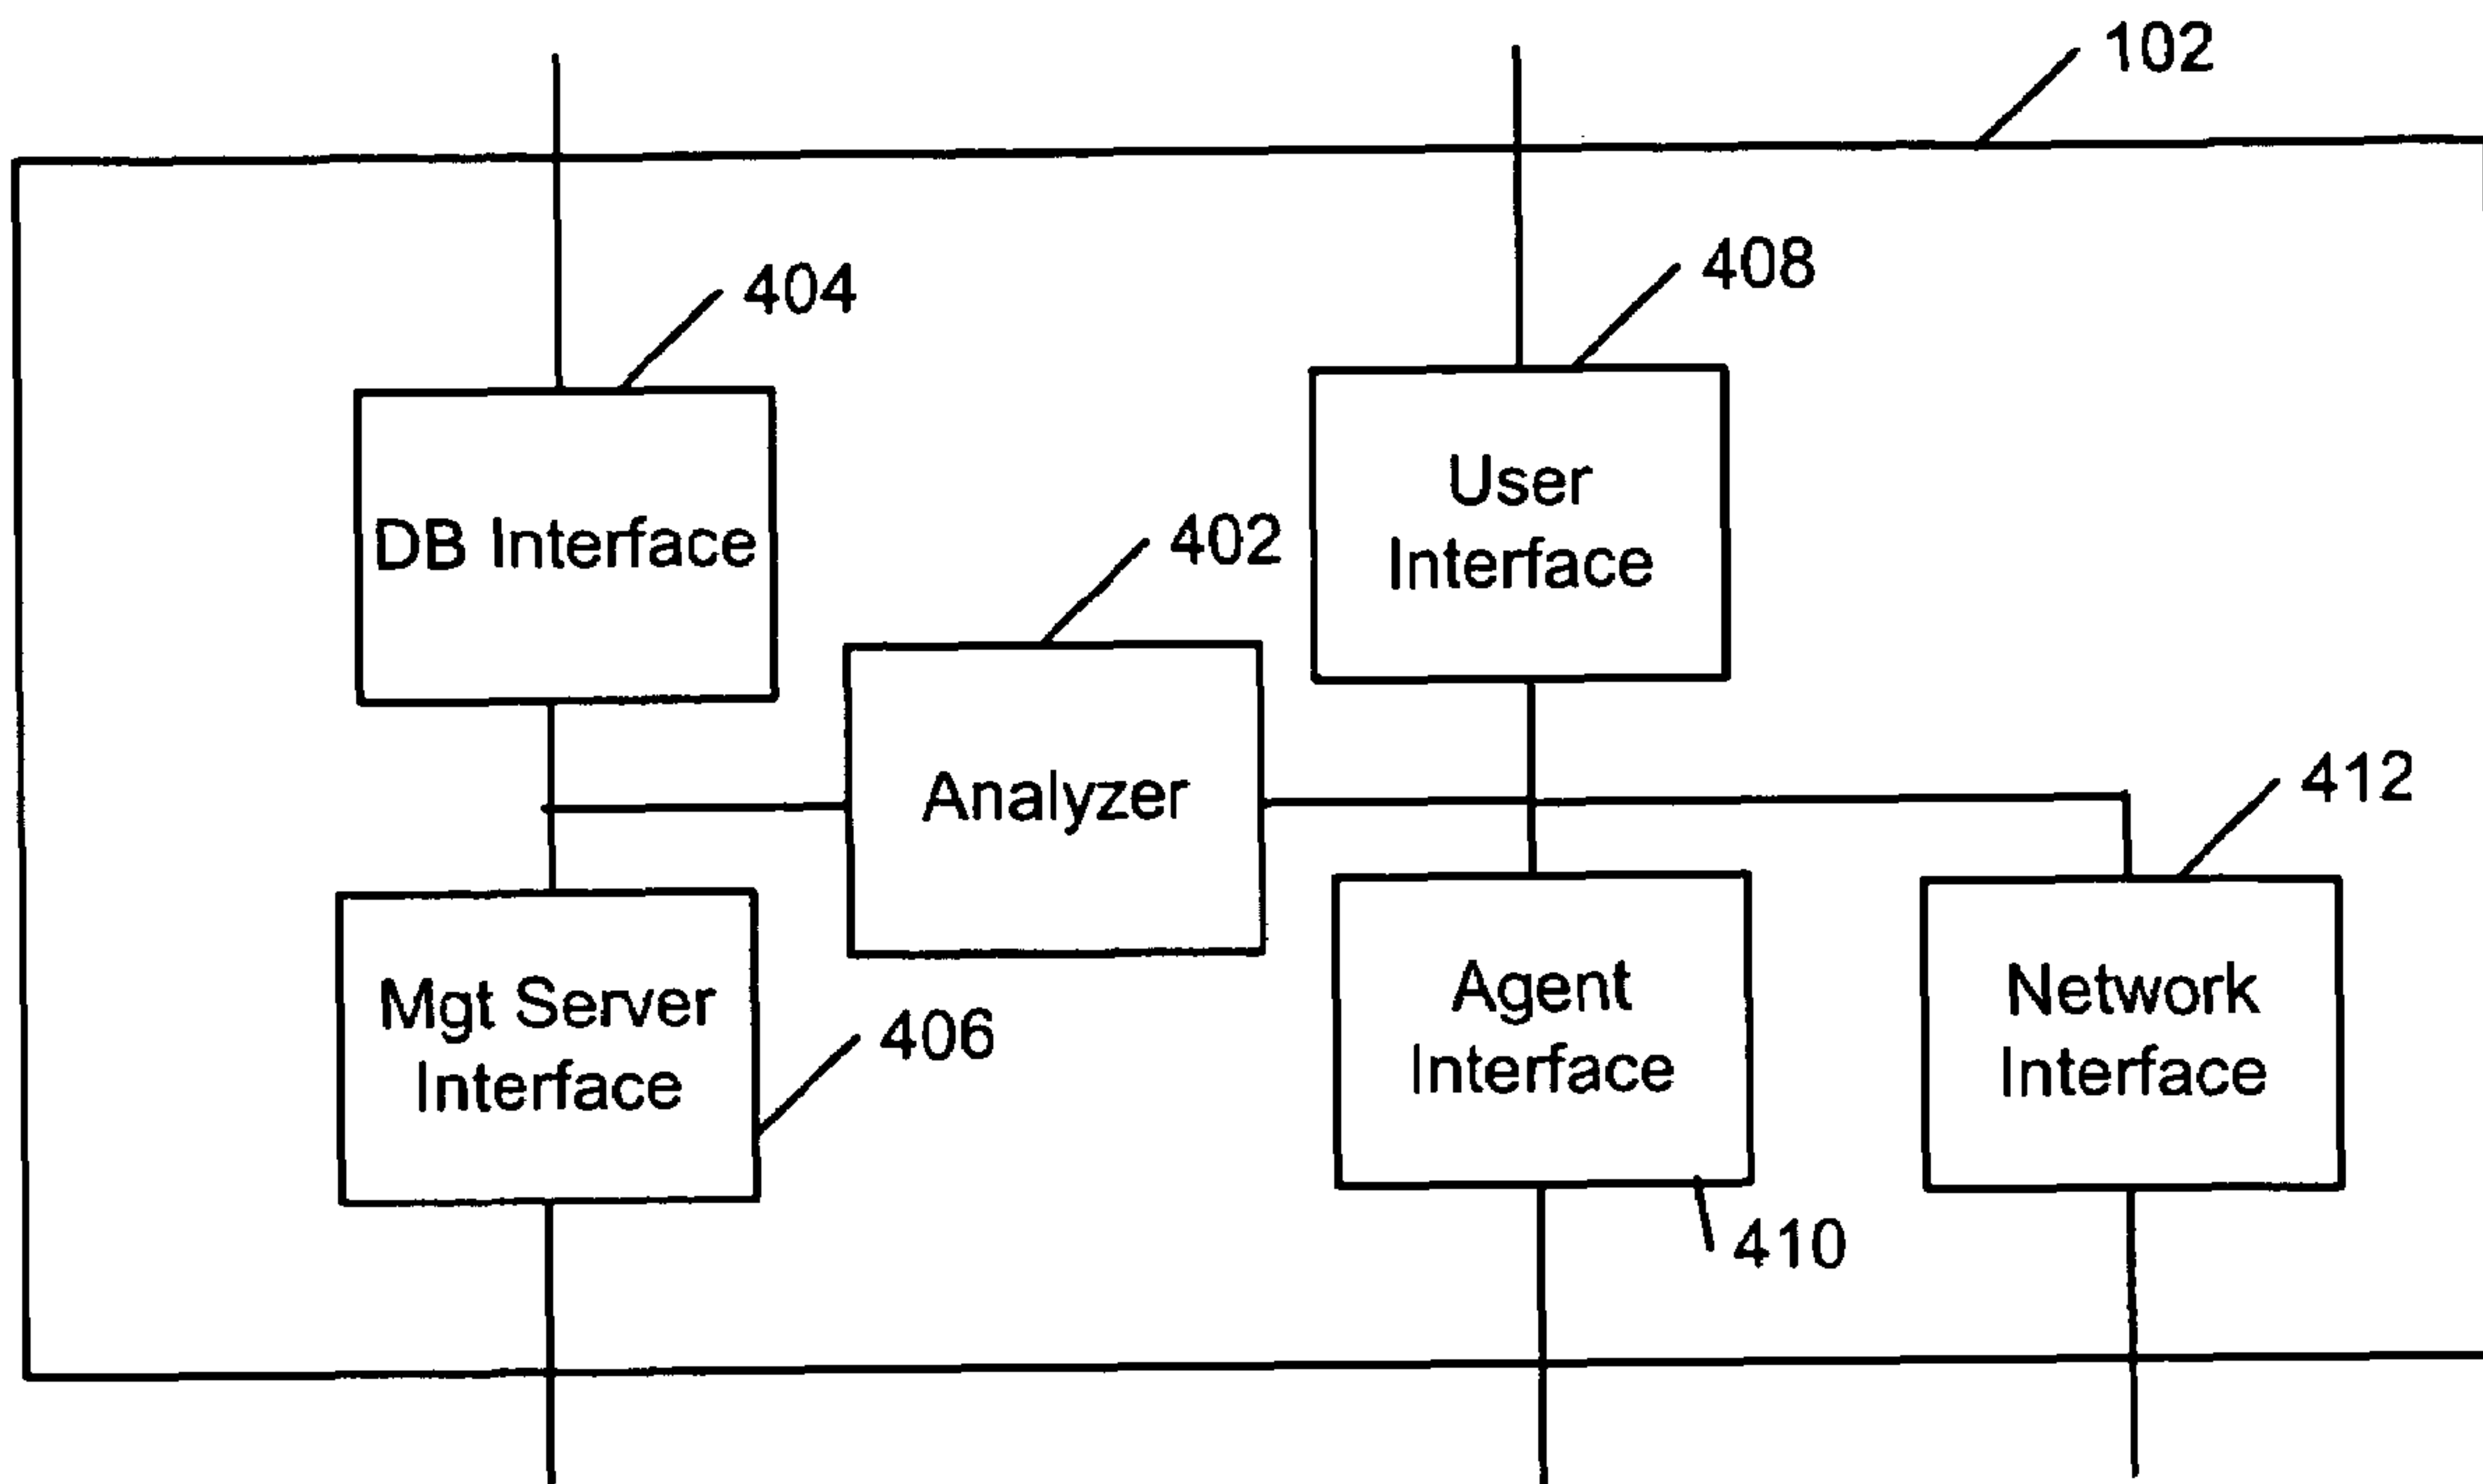 102
404
408
DB Interface
User
Interface
402
Analyzer
412
Mgt Server
Interface
406
Agent
Interface
Network
Interface
410